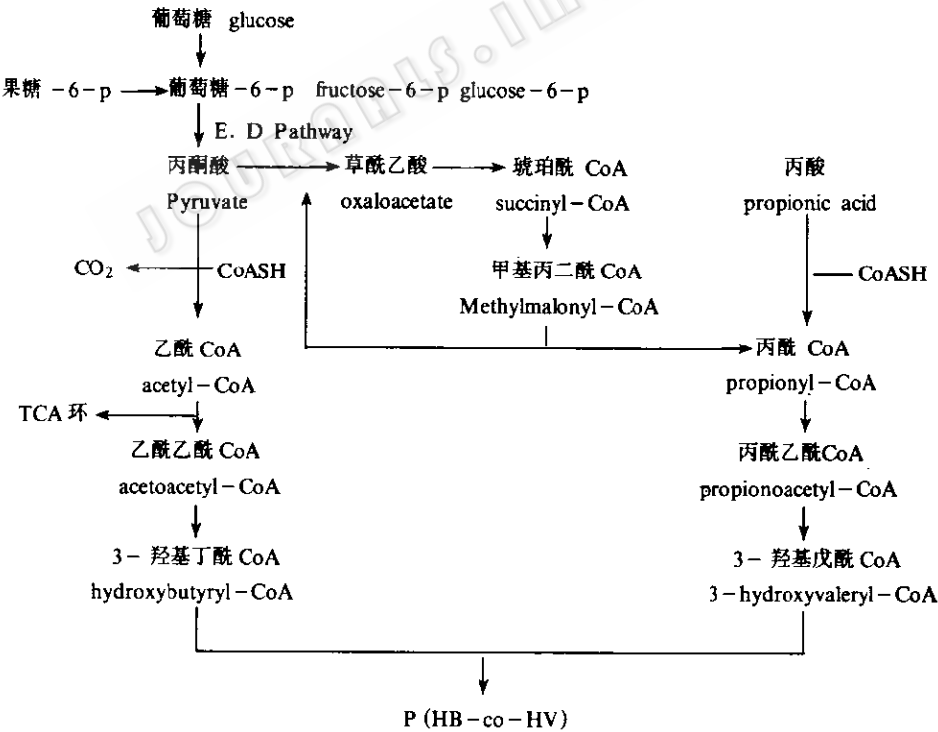 葡萄糖 glucose
果糖 -6-p 葡萄糖-6-p fructose-6-p glucose-6-p
E. D Pathway
丙酮酸 草酰乙酸 琥珀酰 CoA 丙酸
Pyruvate oxaloacetate succinyl-CoA propionic acid
CO₂ CoASH 甲基丙二酰 CoA CoASH
Methylmalonyl-CoA
乙酰 CoA 丙酰 CoA
acetyl-CoA propionyl-CoA
TCA 环
乙酰乙酰 CoA 丙酰乙酰CoA
acetoacetyl-CoA propionoacetyl-CoA
3- 羟基丁酰 CoA 3- 羟基戊酰 CoA
hydroxybutyryl-CoA 3-hydroxyvaleryl-CoA
P (HB-co-HV)